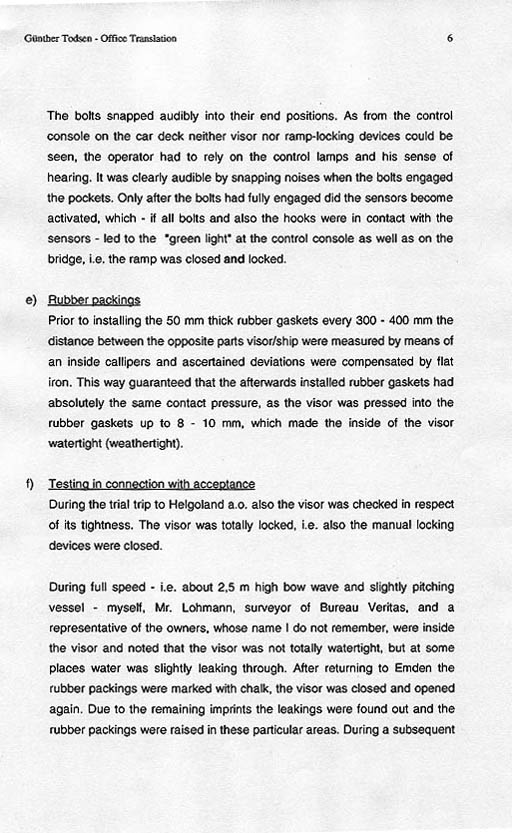 Günther Todsen - Office Translation 6
The bolts snapped audibly into their end positions. As from the control
console on the car deck neither visor nor ramp-locking devices could be
seen, the operator had to rely on the control lamps and his sense of
hearing. It was clearly audible by snapping noises when the bolts engaged
the pockets. Only after the bolts had fully engaged did the sensors become
activated, which - if all bolts and also the hooks were in contact with the
sensors - led to the "green light" at the control console as well as on the
bridge, i.e. the ramp was closed and locked.
e) Rubber packings
Prior to installing the 50 mm thick rubber gaskets every 300 - 400 mm the
distance between the opposite parts visor/ship were measured by means of
an inside callipers and ascertained deviations were compensated by flat
iron. This way guaranteed that the afterwards installed rubber gaskets had
absolutely the same contact pressure, as the visor was pressed into the
rubber gaskets up to 8 - 10 mm, which made the inside of the visor
watertight (weathertight).
f) Testing in connection with acceptance
During the trial trip to Helgoland a.o. also the visor was checked in respect
of its tightness. The visor was totally locked, i.e. also the manual locking
devices were closed.
During full speed - i.e. about 2,5 m high bow wave and slightly pitching
vessel - myself, Mr. Lohmann, surveyor of Bureau Veritas, and a
representative of the owners, whose name I do not remember, were inside
the visor and noted that the visor was not totally watertight, but at some
places water was slightly leaking through. After returning to Emden the
rubber packings were marked with chalk, the visor was closed and opened
again. Due to the remaining imprints the leakings were found out and the
rubber packings were raised in these particular areas. During a subsequent